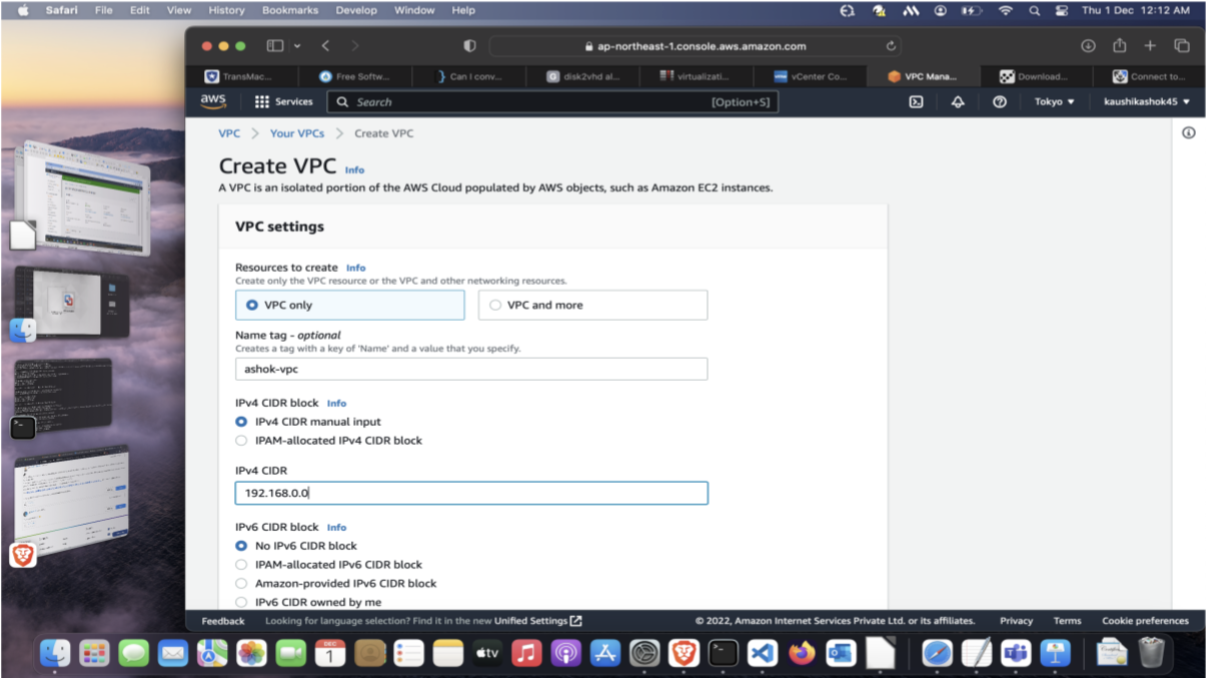 Safari File Edit View History Bookmarks Develop Window Help Thu 1 Dec 12:12 AM
ap-northeast-1.console.aws.amazon.com
TransMac... Free Softw... Can I conv... disk2vhd al... virtualizati... vCenter Co... VPC Mana... Download... Connect to...
aws Services Search [Option+S] Tokyo ▼ kaushikashok45 ▼
VPC > Your VPCs > Create VPC
Create VPC Info
A VPC is an isolated portion of the AWS Cloud populated by AWS objects, such as Amazon EC2 instances.
VPC settings
Resources to create Info
Create only the VPC resource or the VPC and other networking resources.
VPC only VPC and more
Name tag - optional
Creates a tag with a key of 'Name' and a value that you specify.
ashok-vpc
IPv4 CIDR block Info
IPv4 CIDR manual input
IPAM-allocated IPv4 CIDR block
IPv4 CIDR
192.168.0.0
IPv6 CIDR block Info
No IPv6 CIDR block
IPAM-allocated IPv6 CIDR block
Amazon-provided IPv6 CIDR block
IPv6 CIDR owned by me
Feedback Looking for language selection? Find it in the new Unified Settings © 2022, Amazon Internet Services Private Ltd. or its affiliates. Privacy Terms Cookie preferences
DEC
1
tv